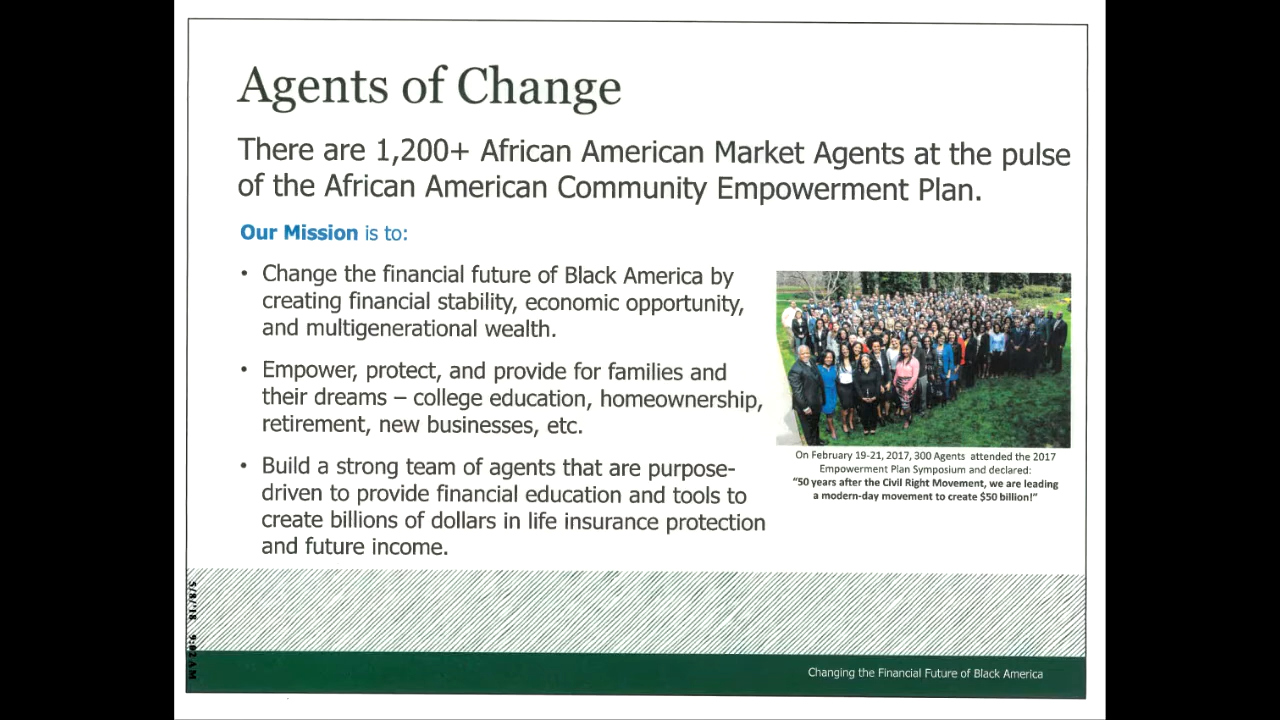 Agents of Change
There are 1,200+ African American Market Agents at the pulse
of the African American Community Empowerment Plan.
Our Mission is to:
• Change the financial future of Black America by
creating financial stability, economic opportunity,
and multigenerational wealth.
• Empower, protect, and provide for families and
their dreams – college education, homeownership,
retirement, new businesses, etc.
• Build a strong team of agents that are purpose-
driven to provide financial education and tools to
create billions of dollars in life insurance protection
and future income.
On February 19-21, 2017, 300 Agents attended the 2017
Empowerment Plan Symposium and declared:
"50 years after the Civil Right Movement, we are leading
a modern-day movement to create $50 billion!"
5/8/'18 9:02 AM
Changing the Financial Future of Black America